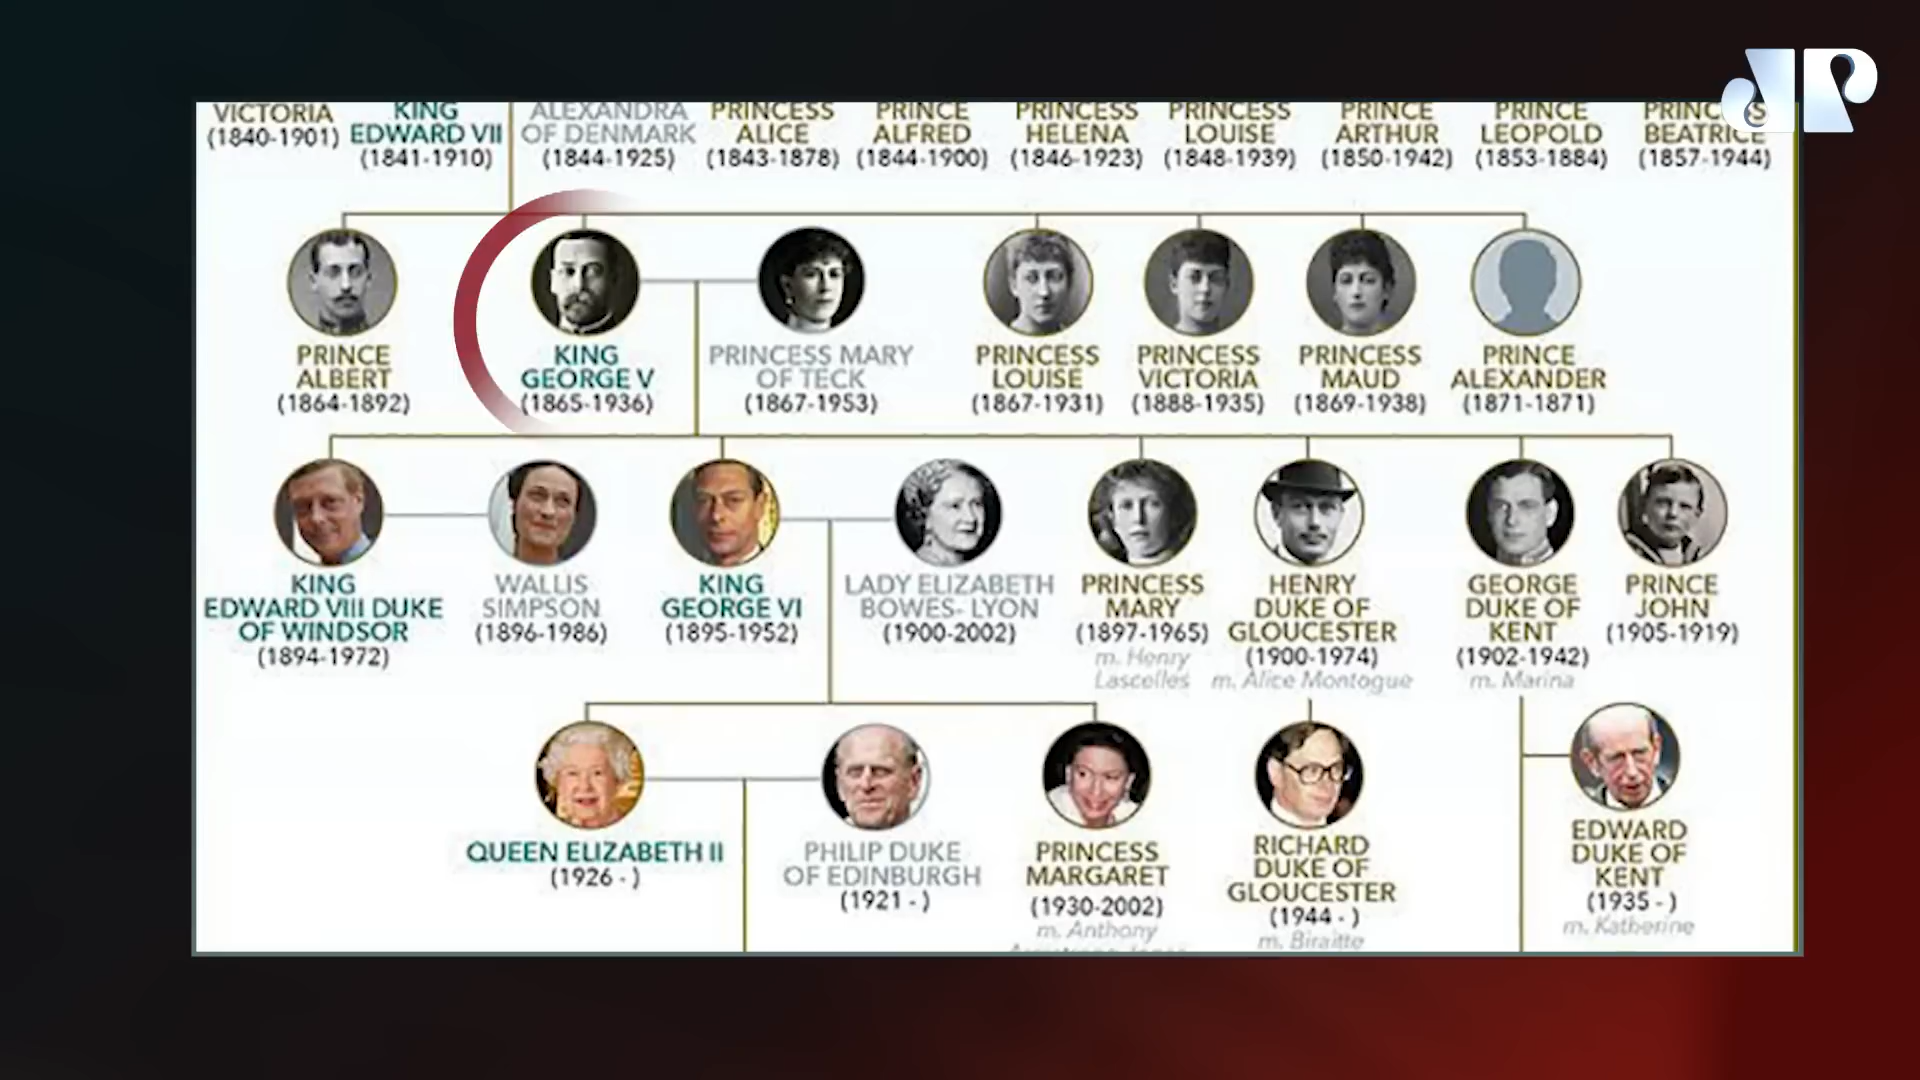 JP
VICTORIA
(1840-1901)
KING
EDWARD VII
(1841-1910)
ALEXANDRA
OF DENMARK
(1844-1925)
PRINCESS
ALICE
(1843-1878)
PRINCE
ALFRED
(1844-1900)
PRINCESS
HELENA
(1846-1923)
PRINCESS
LOUISE
(1848-1939)
PRINCE
ARTHUR
(1850-1942)
PRINCE
LEOPOLD
(1853-1884)
PRINCESS
BEATRICE
(1857-1944)
PRINCE
ALBERT
(1864-1892)
KING
GEORGE V
(1865-1936)
PRINCESS MARY
OF TECK
(1867-1953)
PRINCESS
LOUISE
(1867-1931)
PRINCESS
VICTORIA
(1888-1935)
PRINCESS
MAUD
(1869-1938)
PRINCE
ALEXANDER
(1871-1871)
KING
EDWARD VIII DUKE
OF WINDSOR
(1894-1972)
WALLIS
SIMPSON
(1896-1986)
KING
GEORGE VI
(1895-1952)
LADY ELIZABETH
BOWES- LYON
(1900-2002)
PRINCESS
MARY
(1897-1965)
m. Henry
Lascelles
HENRY
DUKE OF
GLOUCESTER
(1900-1974)
m. Alice Montogue
GEORGE
DUKE OF
KENT
(1902-1942)
m. Marina
PRINCE
JOHN
(1905-1919)
QUEEN ELIZABETH II
(1926 - )
PHILIP DUKE
OF EDINBURGH
(1921 - )
PRINCESS
MARGARET
(1930-2002)
m. Anthony
RICHARD
DUKE OF
GLOUCESTER
(1944 - )
m. Biraitte
EDWARD
DUKE OF
KENT
(1935 - )
m. Katherine